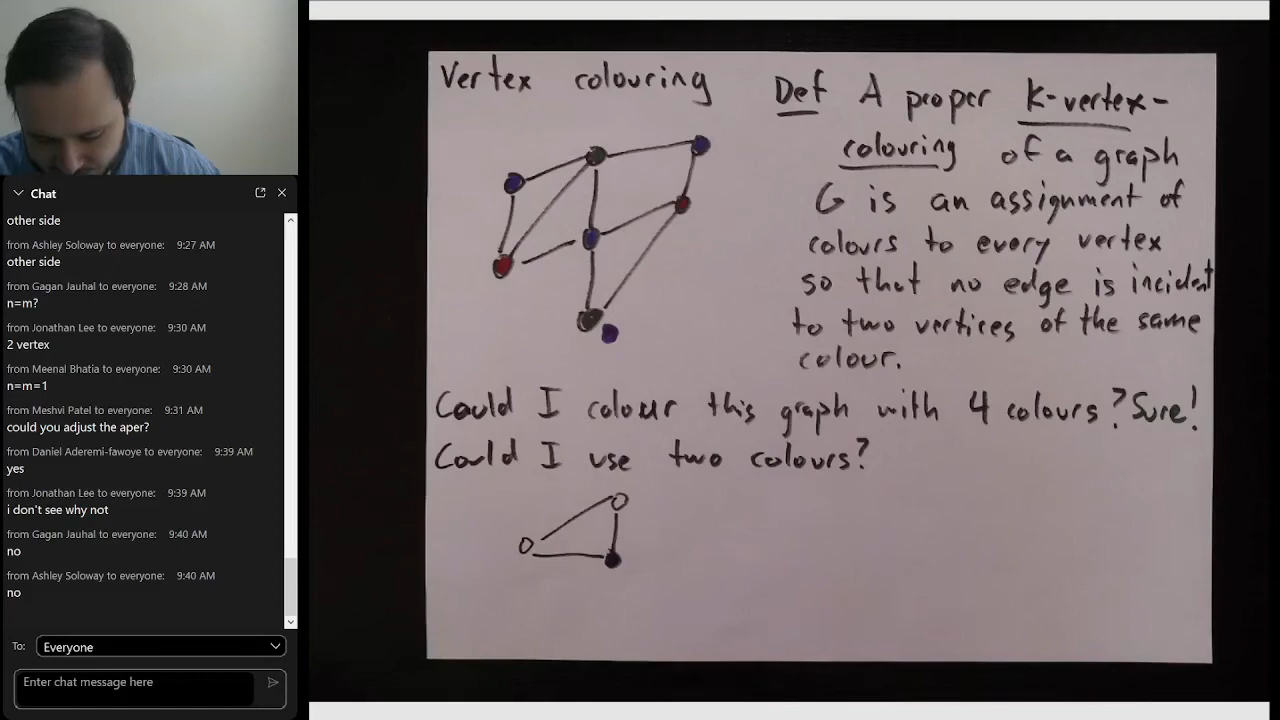 Chat
other side
from Ashley Soloway to everyone: 9:27 AM
other side
from Gagan Jauhal to everyone: 9:28 AM
n=m?
from Jonathan Lee to everyone: 9:30 AM
2 vertex
from Meenal Bhatia to everyone: 9:30 AM
n=m=1
from Meshvi Patel to everyone: 9:31 AM
could you adjust the aper?
from Daniel Aderemi-fawoye to everyone: 9:39 AM
yes
from Jonathan Lee to everyone: 9:39 AM
i don't see why not
from Gagan Jauhal to everyone: 9:40 AM
no
from Ashley Soloway to everyone: 9:40 AM
no
To: Everyone
Enter chat message here
Vertex colouring
Def A proper K-vertex-
colouring of a graph
G is an assignment of
colours to every vertex
so that no edge is incident
to two vertices of the same
colour.
Could I colour this graph with 4 colours? Sure!
Could I use two colours?